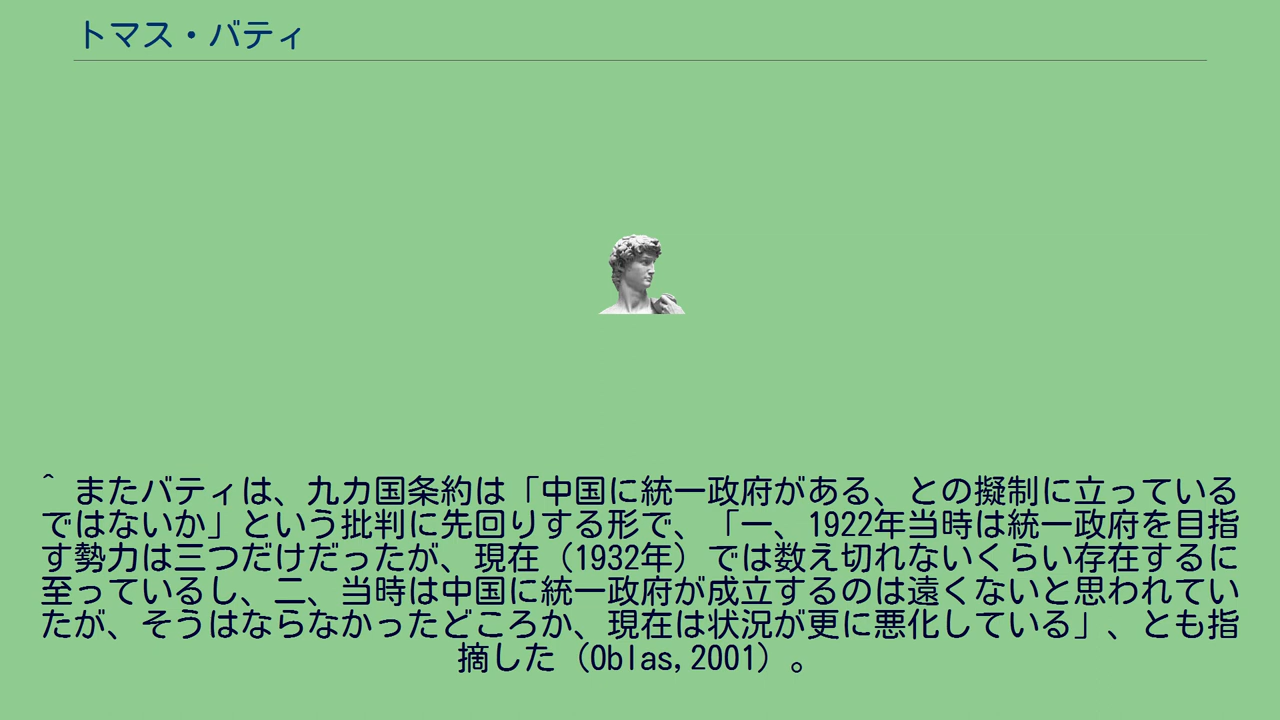 トマス・バティ
^ またバティは、九カ国条約は「中国に統一政府がある、との擬制に立っている
ではないか」という批判に先回りする形で、「一、1922年当時は統一政府を目指
す勢力は三つだけだったが、現在（1932年）では数え切れないくらい存在するに
至っているし、二、当時は中国に統一政府が成立するのは遠くないと思われてい
たが、そうはならなかったどころか、現在は状況が更に悪化している」、とも指
摘した（Oblas,2001）。